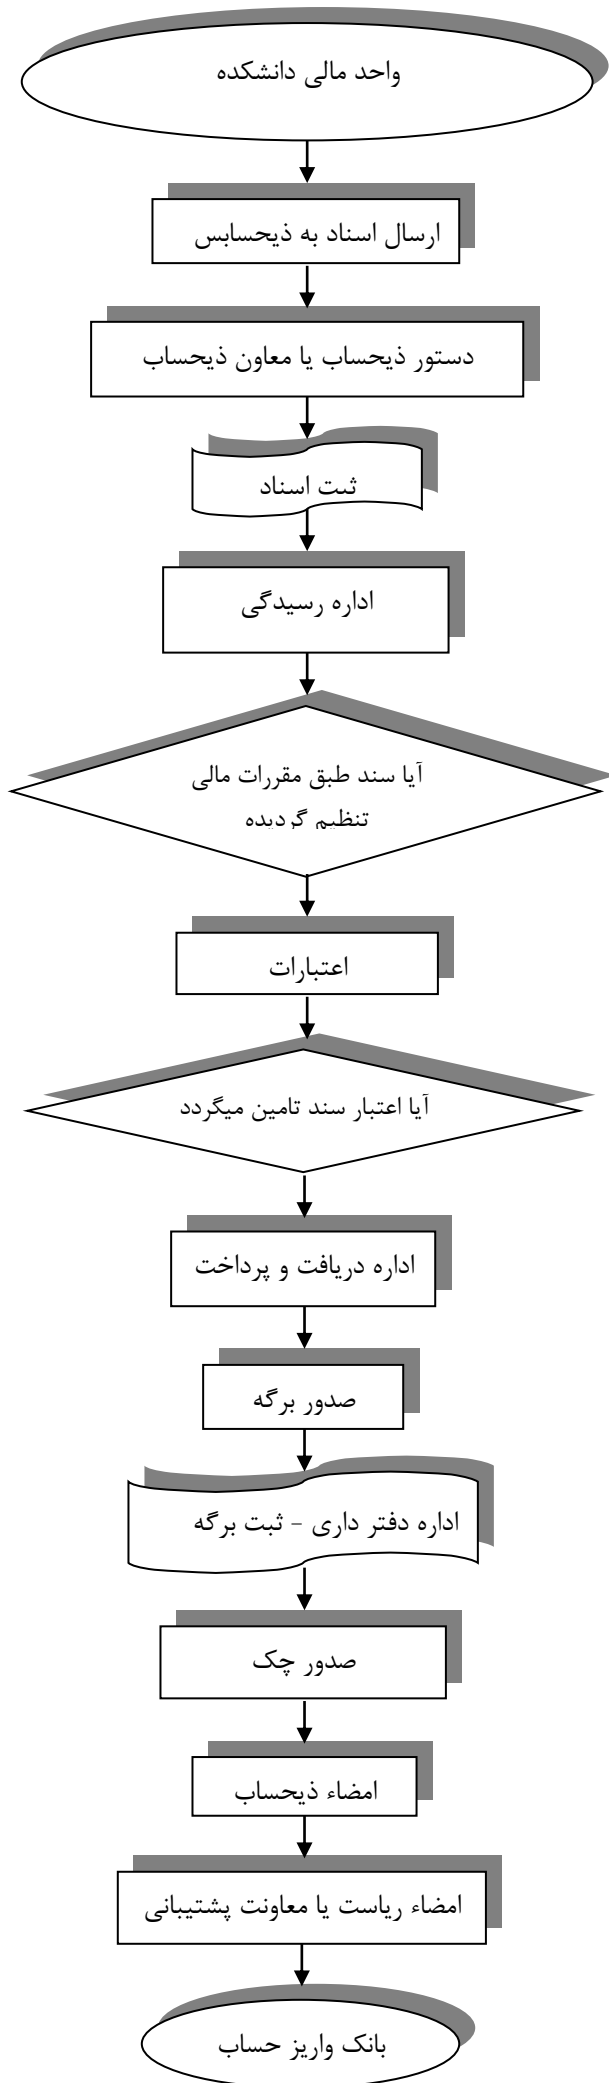 واحد مالی دانشکده
ارسال اسناد به ذیحسابس
دستور ذیحساب یا معاون ذیحساب
ثبت اسناد
اداره رسیدگی
آیا سند طبق مقررات مالی
تنظیم گردیده
اعتبارات
آیا اعتبار سند تامین میگردد
اداره دریافت و پرداخت
صدور برگه
اداره دفتر داری - ثبت برگه
صدور چک
امضاء ذیحساب
امضاء ریاست یا معاونت پشتیبانی
بانک واریز حساب